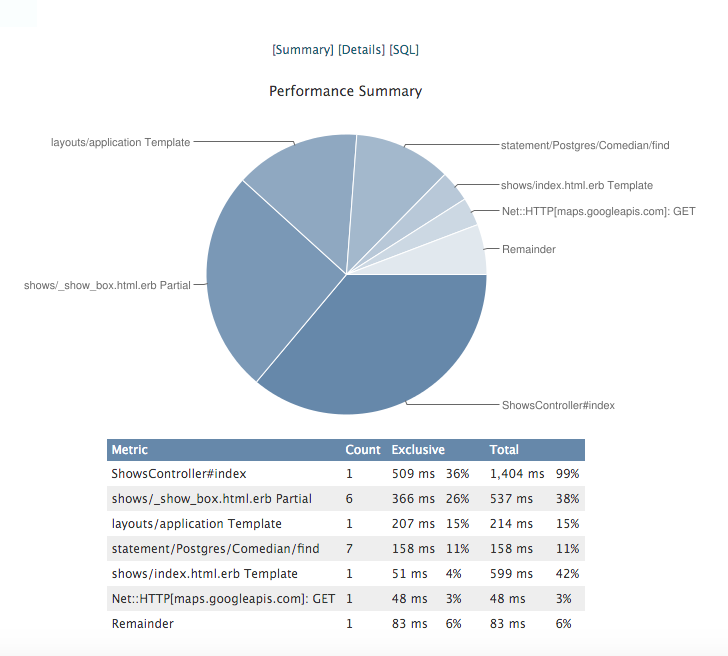 [Summary] [Details] [SQL]
Performance Summary
layouts/application Template
statement/Postgres/Comedian/find
shows/index.html.erb Template
Net::HTTP[maps.googleapis.com]: GET
Remainder
shows/_show_box.html.erb Partial
ShowsController#index
Metric Count Exclusive Total
ShowsController#index 1 509 ms 36% 1,404 ms 99%
shows/_show_box.html.erb Partial 6 366 ms 26% 537 ms 38%
layouts/application Template 1 207 ms 15% 214 ms 15%
statement/Postgres/Comedian/find 7 158 ms 11% 158 ms 11%
shows/index.html.erb Template 1 51 ms 4% 599 ms 42%
Net::HTTP[maps.googleapis.com]: GET 1 48 ms 3% 48 ms 3%
Remainder 1 83 ms 6% 83 ms 6%